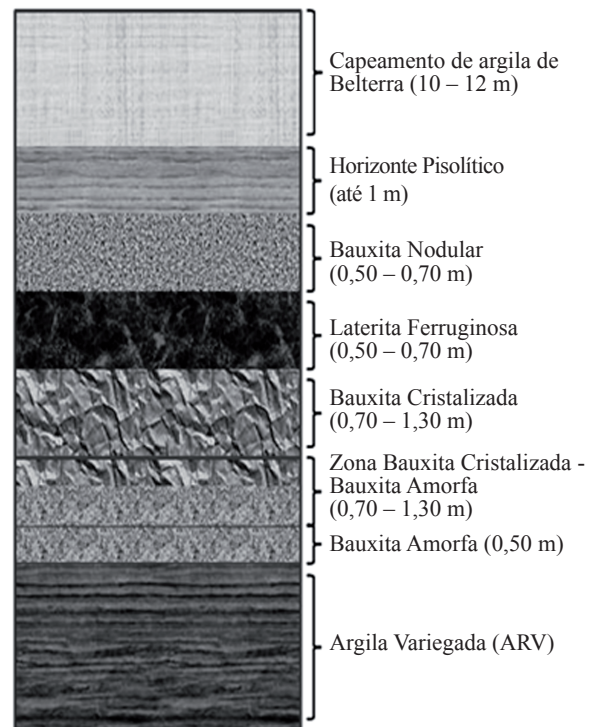 Capeamento de argila de
Belterra (10 – 12 m)
Horizonte Pisolítico
(até 1 m)
Bauxita Nodular
(0,50 – 0,70 m)
Laterita Ferruginosa
(0,50 – 0,70 m)
Bauxita Cristalizada
(0,70 – 1,30 m)
Zona Bauxita Cristalizada -
Bauxita Amorfa
(0,70 – 1,30 m)
Bauxita Amorfa (0,50 m)
Argila Variegada (ARV)